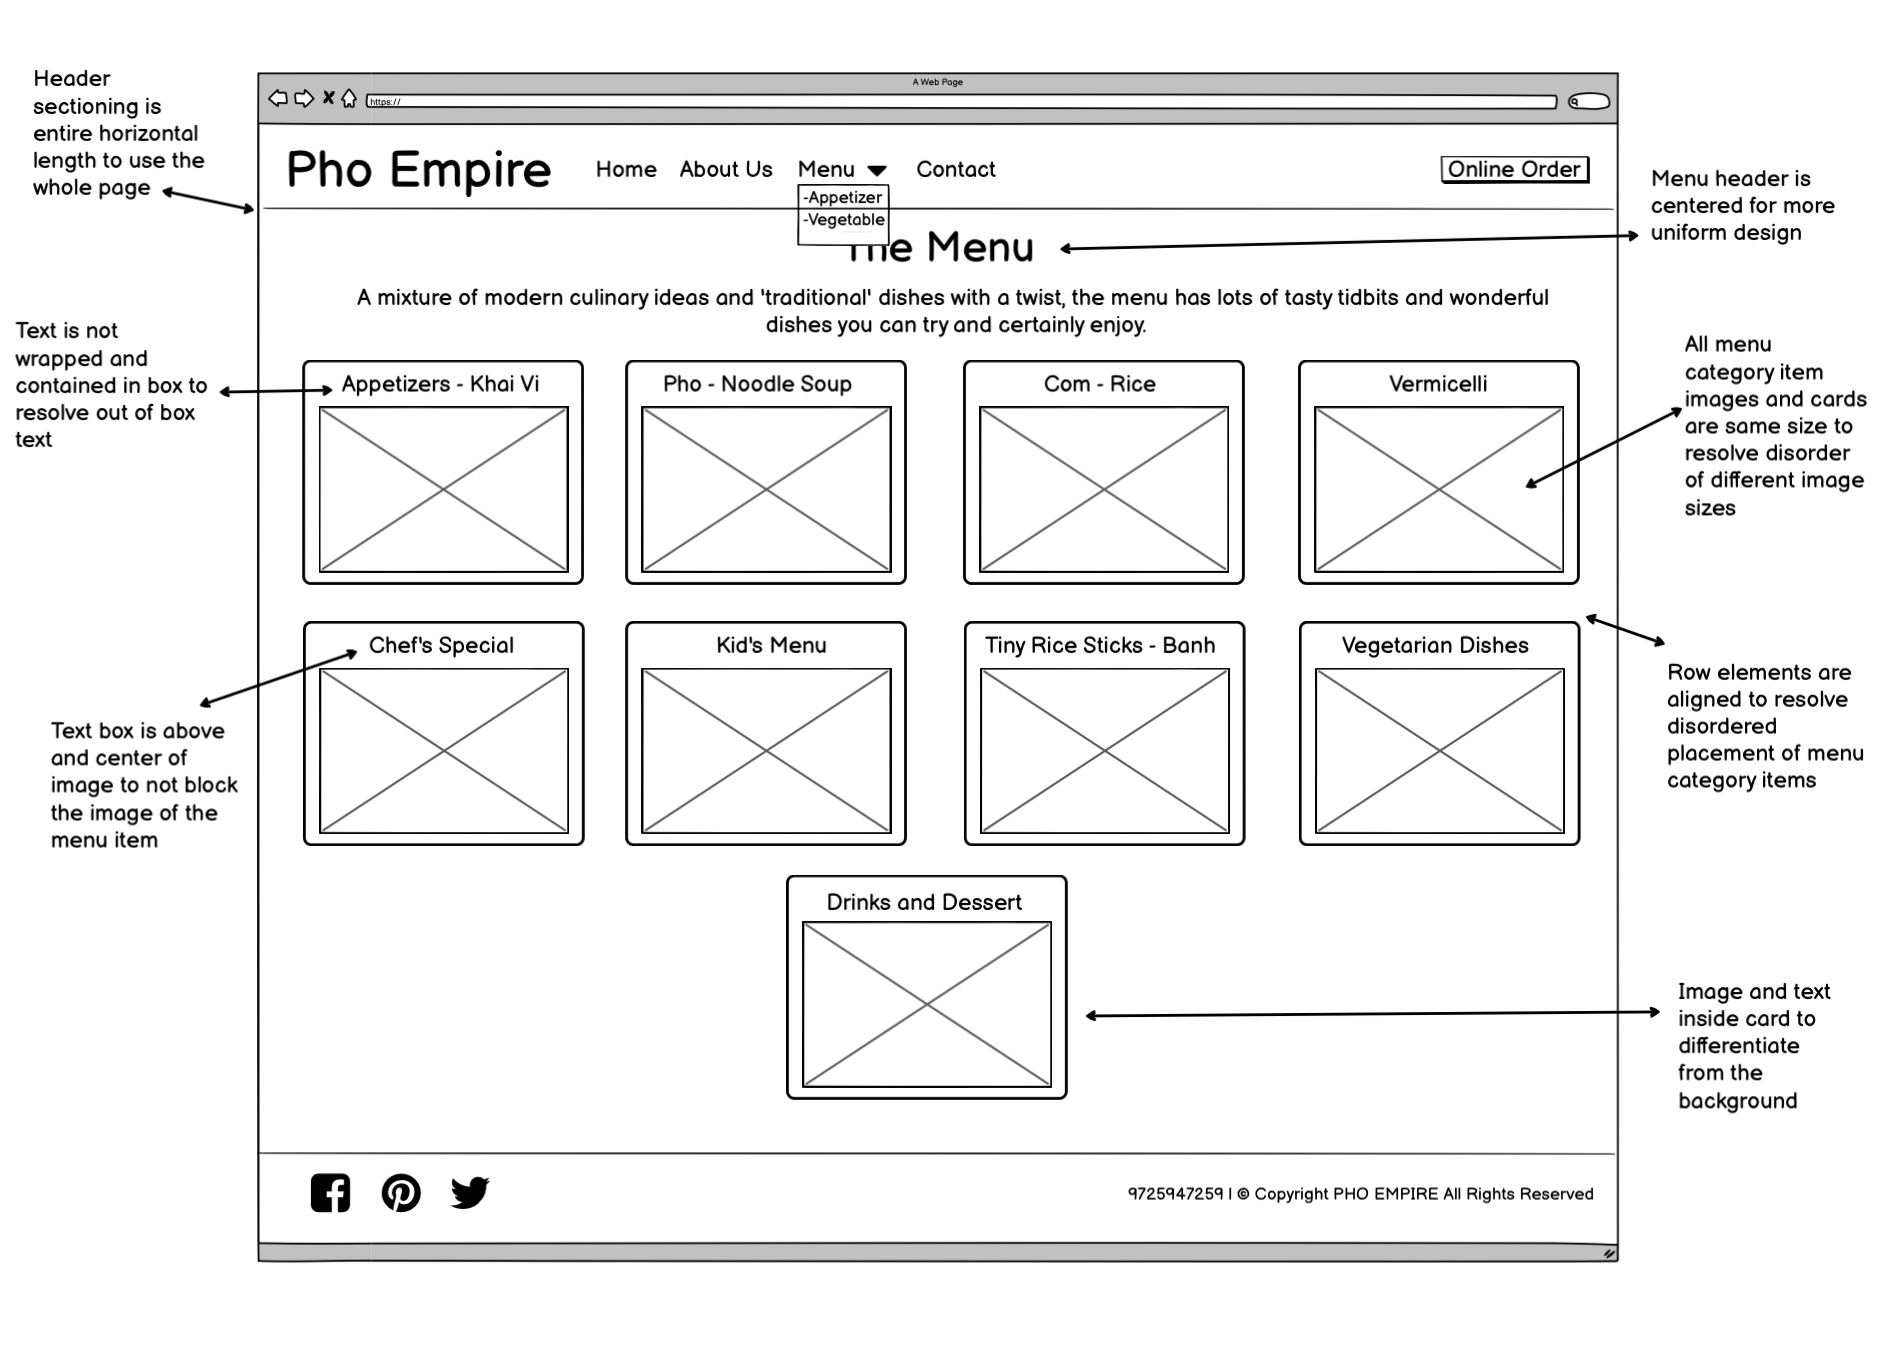 A Web Page
https://
Header
sectioning is
entire horizontal
length to use the
whole page
Pho Empire Home About Us Menu Contact Online Order
-Appetizer
-Vegetable
Menu header is
centered for more
uniform design
The Menu
A mixture of modern culinary ideas and 'traditional' dishes with a twist, the menu has lots of tasty tidbits and wonderful
dishes you can try and certainly enjoy.
Text is not
wrapped and
contained in box to
resolve out of box
text
All menu
category item
images and cards
are same size to
resolve disorder
of different image
sizes
Appetizers - Khai Vi
Pho - Noodle Soup
Com - Rice
Vermicelli
Chef's Special
Kid's Menu
Tiny Rice Sticks - Banh
Vegetarian Dishes
Text box is above
and center of
image to not block
the image of the
menu item
Row elements are
aligned to resolve
disordered
placement of menu
category items
Drinks and Dessert
Image and text
inside card to
differentiate
from the
background
9725947259 | © Copyright PHO EMPIRE All Rights Reserved